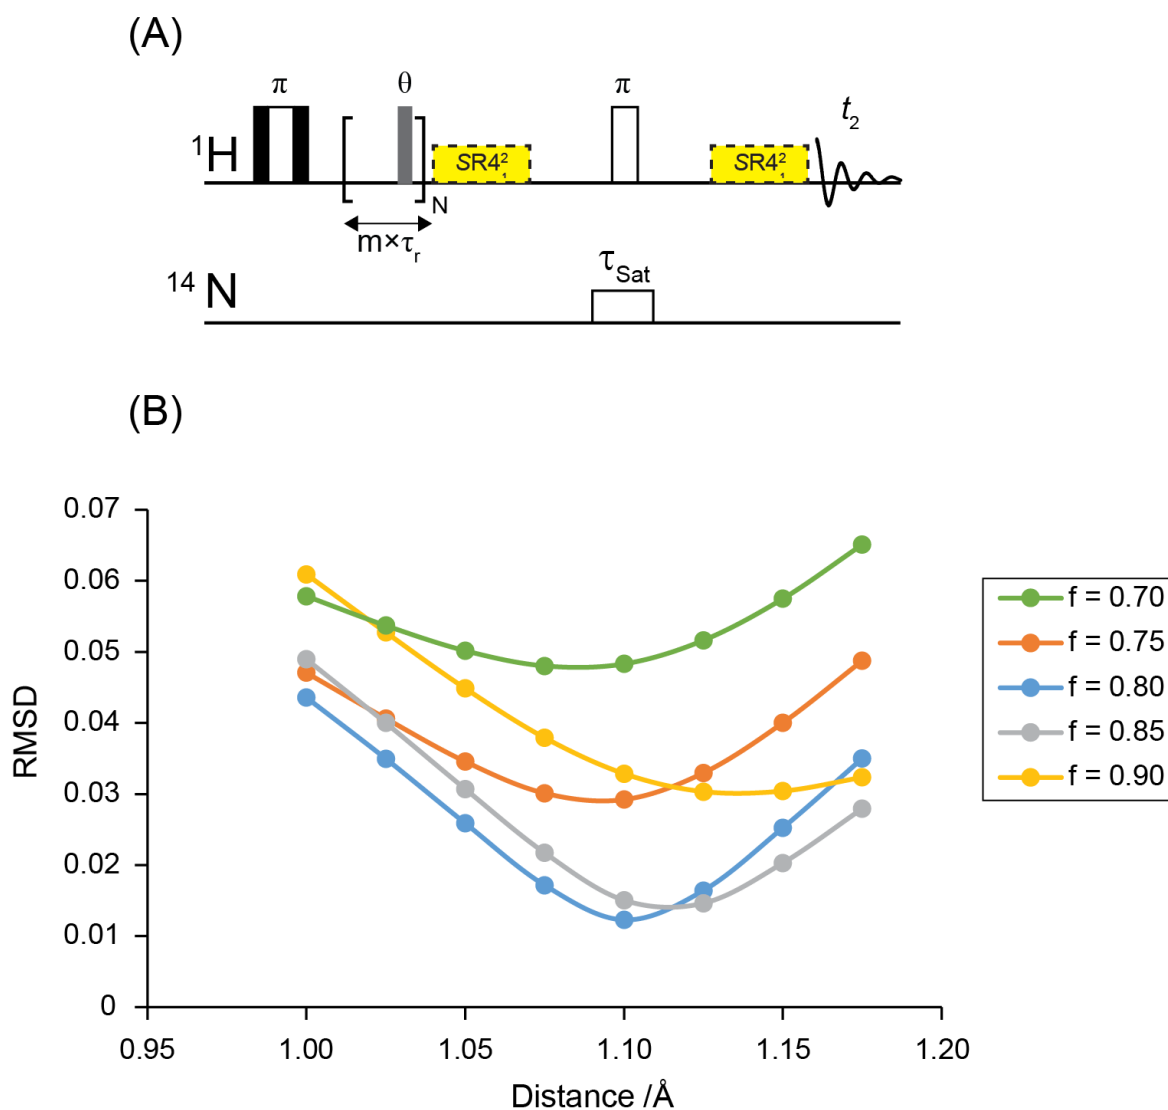 (A)
π θ π t₂
¹H SR4²₁ SR4²₁
N
m×τᵣ
τSat
¹⁴N
(B)
0.07
0.06
0.05
0.04
0.03
0.02
0.01
0
RMSD
0.95 1.00 1.05 1.10 1.15 1.20
Distance /Å
f = 0.70
f = 0.75
f = 0.80
f = 0.85
f = 0.90